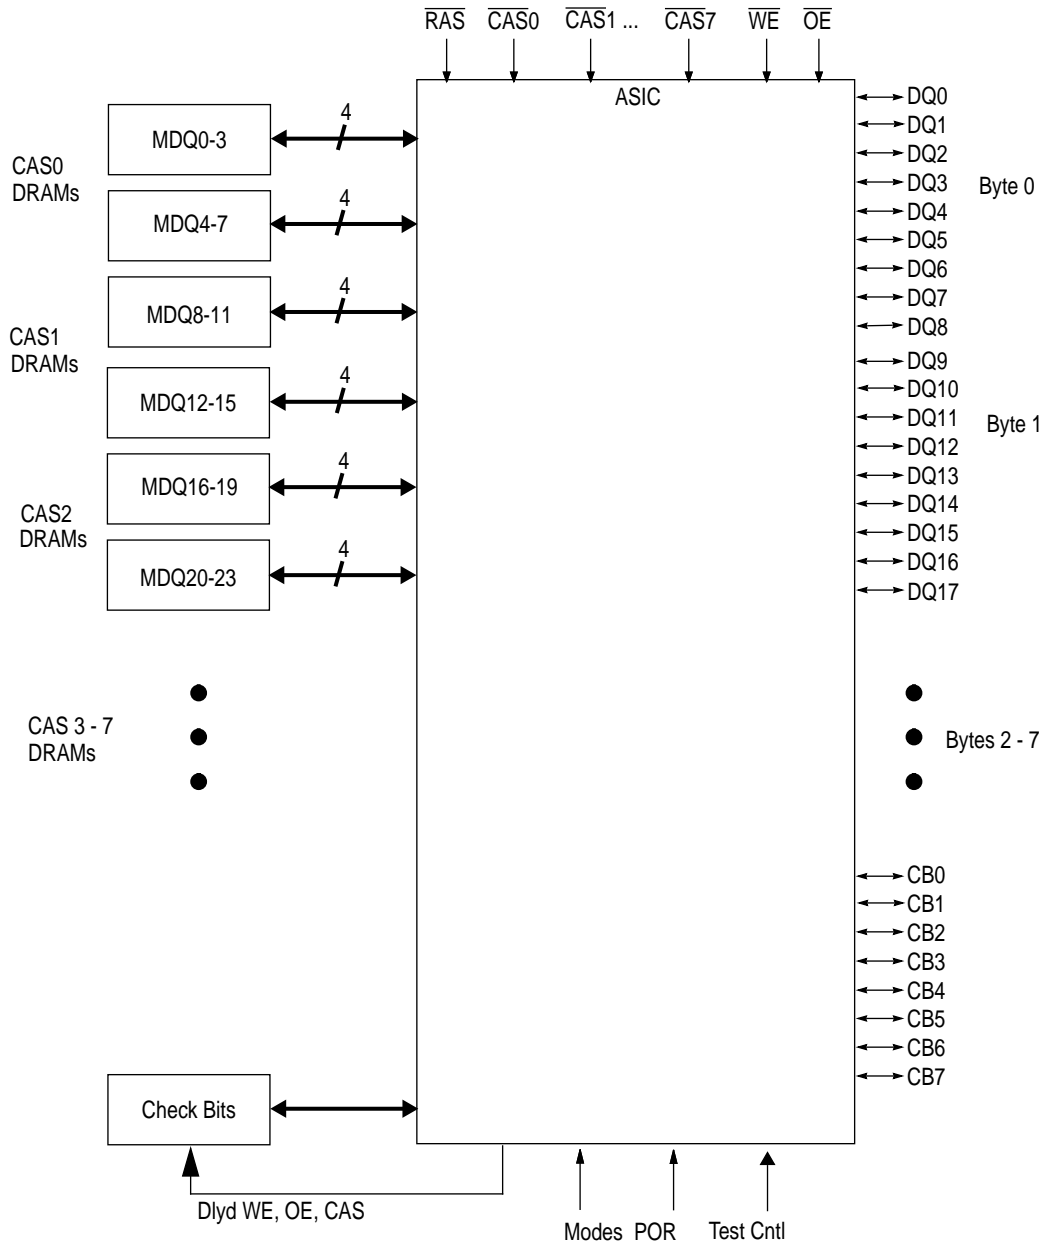 RAS CAS0 CAS1 ... CAS7 WE OE
ASIC
CAS0
DRAMs
MDQ0-3
4
MDQ4-7
4
CAS1
DRAMs
MDQ8-11
4
MDQ12-15
4
CAS2
DRAMs
MDQ16-19
4
MDQ20-23
4
CAS 3 - 7
DRAMs
Check Bits
Dlyd WE, OE, CAS
Modes POR Test Cntl
DQ0
DQ1
DQ2
DQ3
DQ4
DQ5
DQ6
DQ7
DQ8
Byte 0
DQ9
DQ10
DQ11
DQ12
DQ13
DQ14
DQ15
DQ16
DQ17
Byte 1
Bytes 2 - 7
CB0
CB1
CB2
CB3
CB4
CB5
CB6
CB7